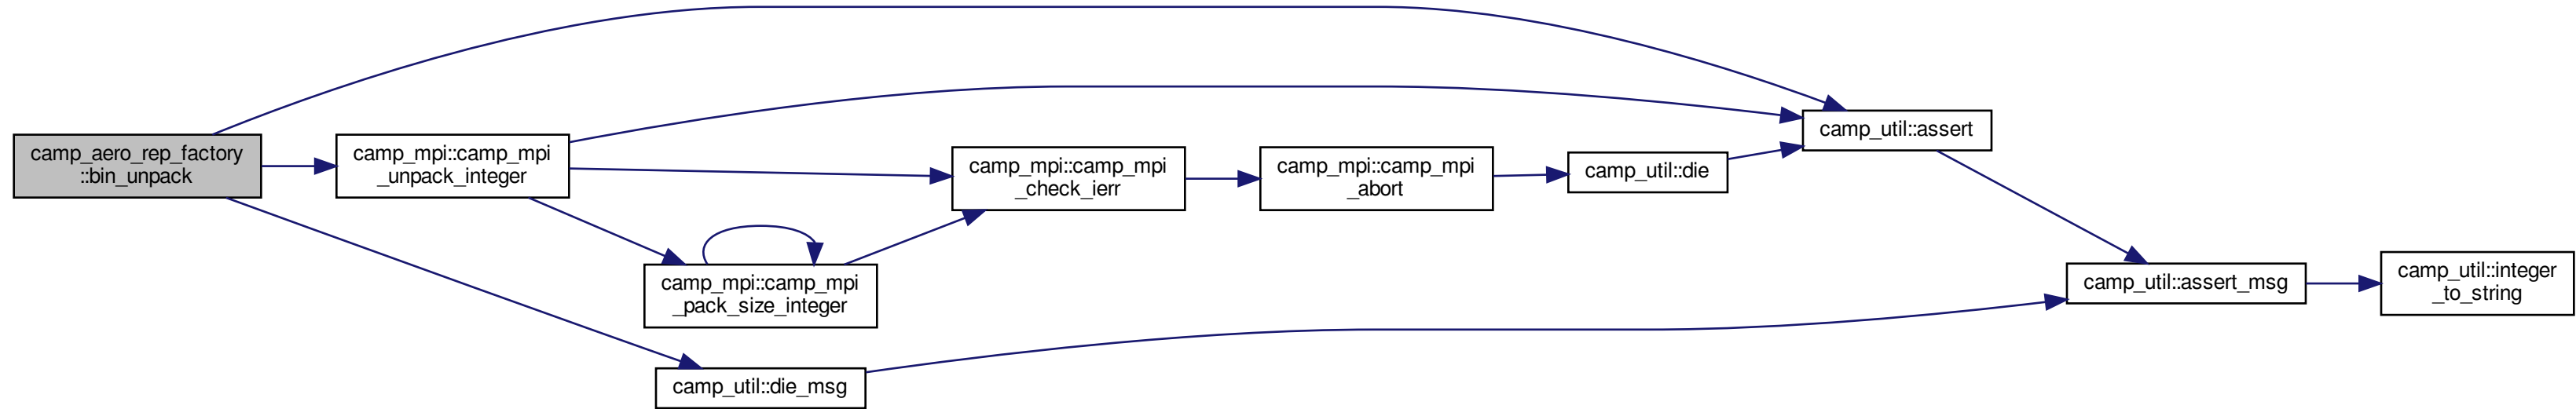 camp_aero_rep_factory
::bin_unpack
camp_mpi::camp_mpi
_unpack_integer
camp_mpi::camp_mpi
_pack_size_integer
camp_util::die_msg
camp_mpi::camp_mpi
_check_ierr
camp_mpi::camp_mpi
_abort
camp_util::die
camp_util::assert
camp_util::assert_msg
camp_util::integer
_to_string